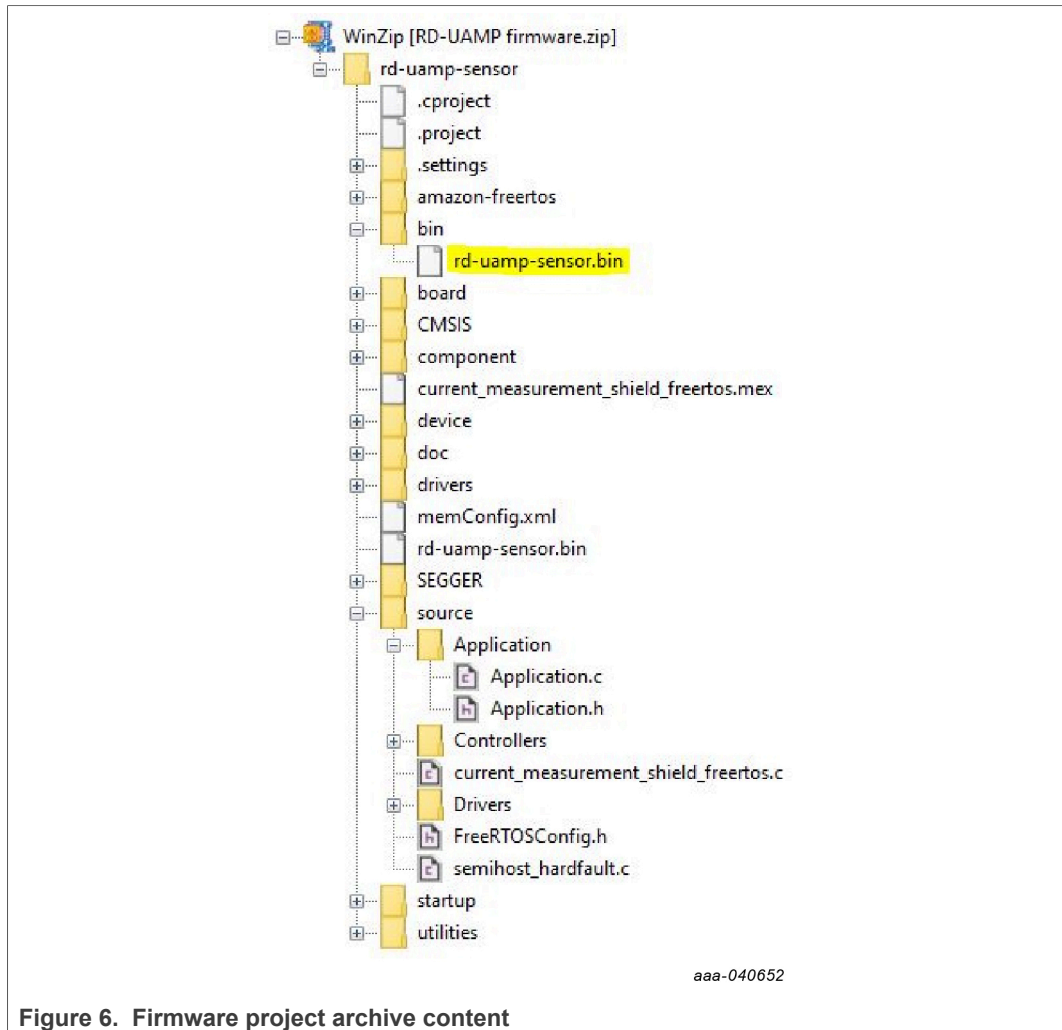 WinZip [RD-UAMP firmware.zip]
rd-uamp-sensor
.cproject
.project
.settings
amazon-freertos
bin
rd-uamp-sensor.bin
board
CMSIS
component
current_measurement_shield_freertos.mex
device
doc
drivers
memConfig.xml
rd-uamp-sensor.bin
SEGGER
source
Application
Application.c
Application.h
Controllers
current_measurement_shield_freertos.c
Drivers
FreeRTOSConfig.h
semihost_hardfault.c
startup
utilities
aaa-040652
Figure 6. Firmware project archive content